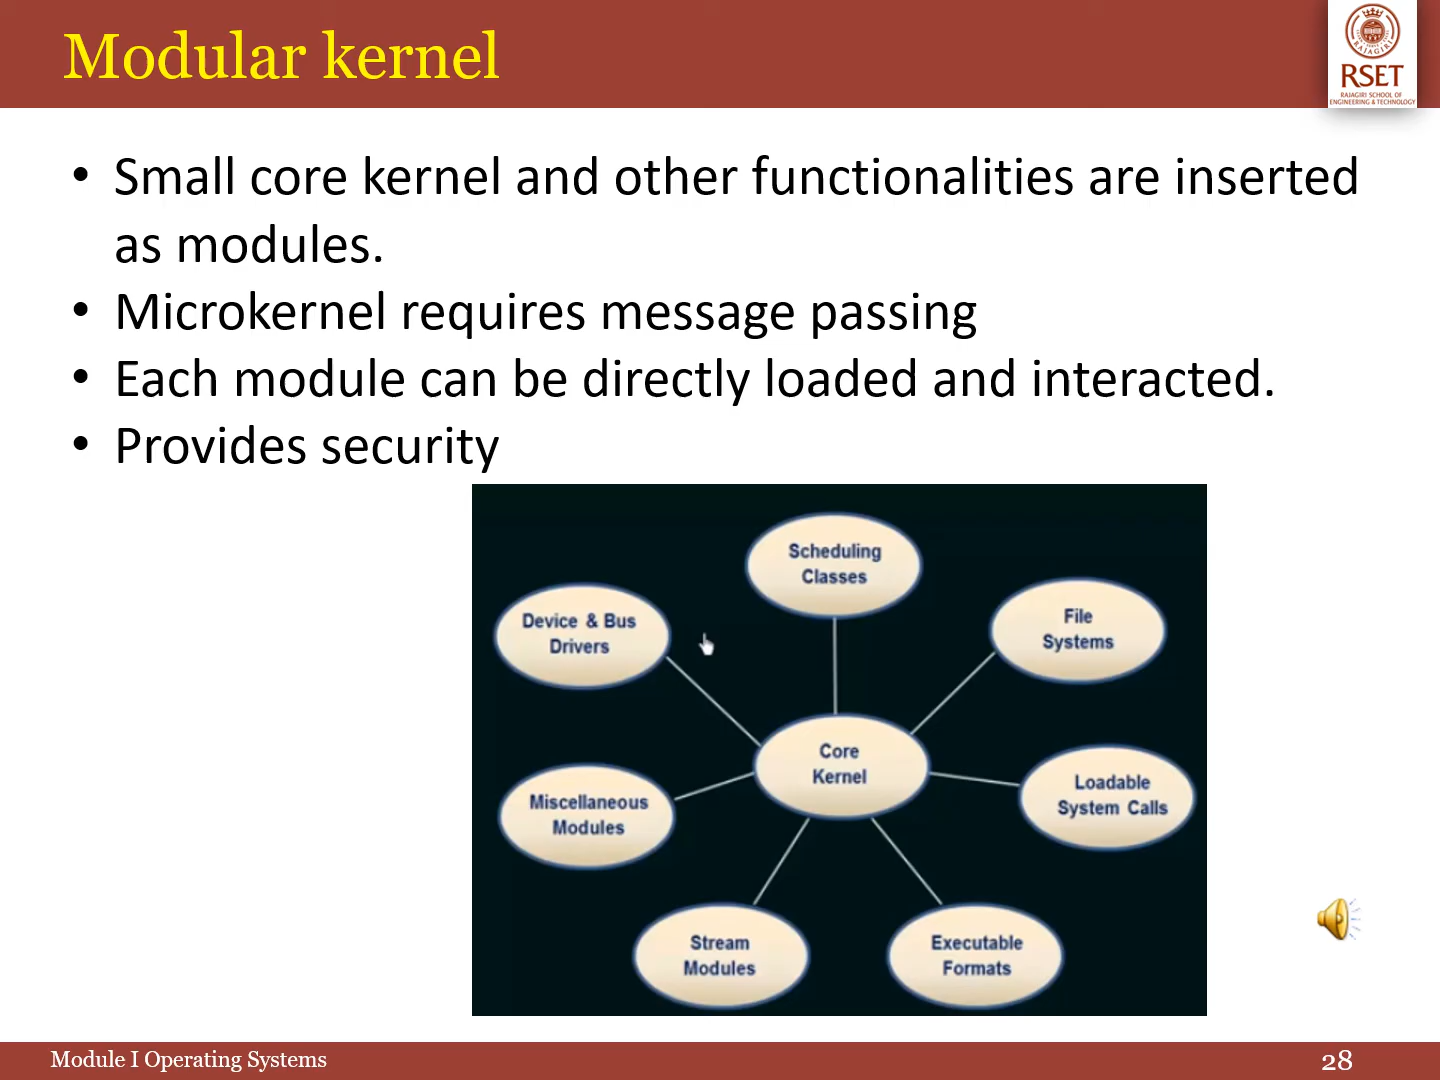 Modular kernel
RAJAGIRI
RSET
RAJAGIRI SCHOOL OF
ENGINEERING & TECHNOLOGY
• Small core kernel and other functionalities are inserted
as modules.
• Microkernel requires message passing
• Each module can be directly loaded and interacted.
• Provides security
Scheduling
Classes
Device & Bus
Drivers
File
Systems
Core
Kernel
Loadable
System Calls
Miscellaneous
Modules
Stream
Modules
Executable
Formats
Module I Operating Systems
28